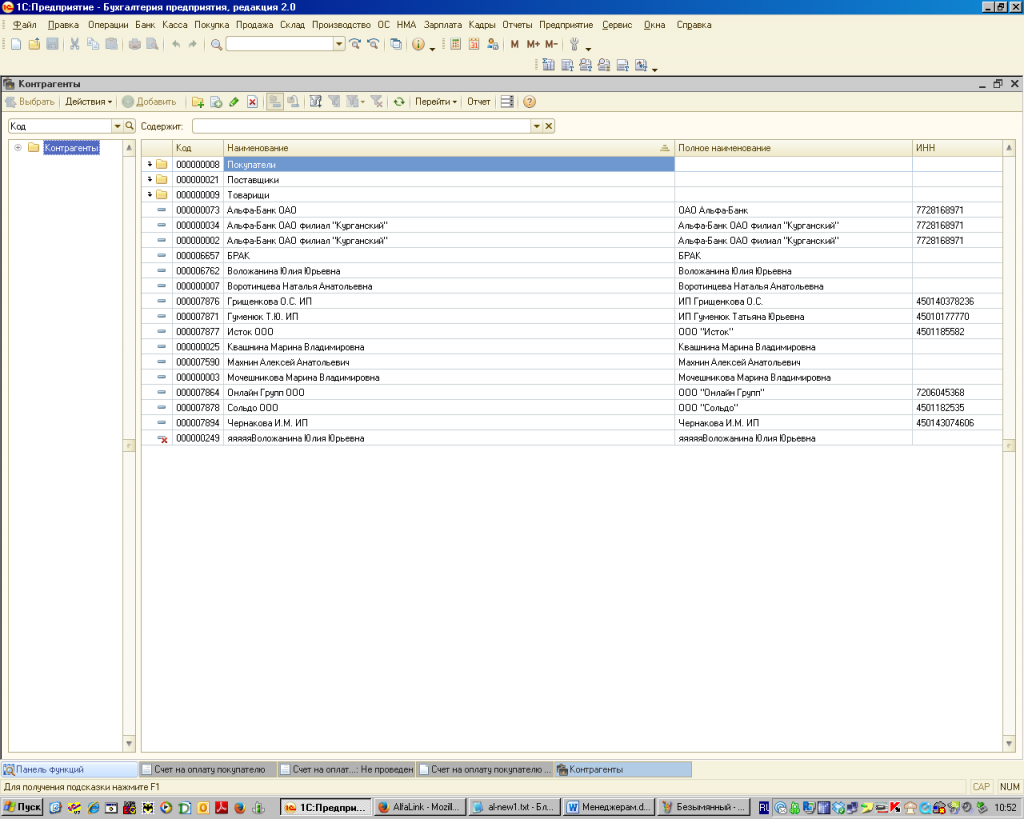 1С:Предприятие - Бухгалтерия предприятия, редакция 2.0
Файл Правка Операции Банк Касса Покупка Продажа Склад Производство ОС НМА Зарплата Кадры Отчеты Предприятие Сервис Окна Справка
M M+ M-
Контрагенты
Выбрать Действия Добавить Перейти Отчет
Код Содержит:
Контрагенты
Код Наименование Полное наименование ИНН
000000008 Покупатели
000000021 Поставщики
000000009 Товарищи
000000073 Альфа-Банк ОАО ОАО Альфа-Банк 7728168971
000000034 Альфа-Банк ОАО филиал "Курганский" Альфа-Банк ОАО филиал "Курганский" 7728168971
000000002 Альфа-Банк ОАО филиал "Курганский" Альфа-Банк ОАО филиал "Курганский" 7728168971
000006657 БРАК БРАК
000006762 Воложанина Юлия Юрьевна Воложанина Юлия Юрьевна
000000007 Воротинцева Наталья Анатольевна Воротинцева Наталья Анатольевна
000007876 Грищенкова О.С. ИП ИП Грищенкова О.С. 450140378236
000007871 Гуменюк Т.Ю. ИП ИП Гуменюк Татьяна Юрьевна 45010177770
000007877 Исток ООО ООО "Исток" 4501185582
000000025 Квашнина Марина Владимировна Квашнина Марина Владимировна
000007590 Махнин Алексей Анатольевич Махнин Алексей Анатольевич
000000003 Мочешникова Марина Владимировна Мочешникова Марина Владимировна
000007864 Онлайн Групп ООО ООО "Онлайн Групп" 7206045368
000007878 Сольдо ООО ООО "Сольдо" 4501182535
000007894 Чернакова И.М. ИП Чернакова И.М. ИП 450143074606
000000249 яяяяяВоложанина Юлия Юрьевна яяяяяВоложанина Юлия Юрьевна
Панель функций Счет на оплату покупателю Счет на оплат...: Не проведен Счет на оплату покупателю ... Контрагенты
Для получения подсказки нажмите F1 CAP NUM
Пуск 1С:Предпри... AlfaLink - Mozil... al-new1.txt - Бл... Менеджерам.d... Безымянный - ... RU 10:52